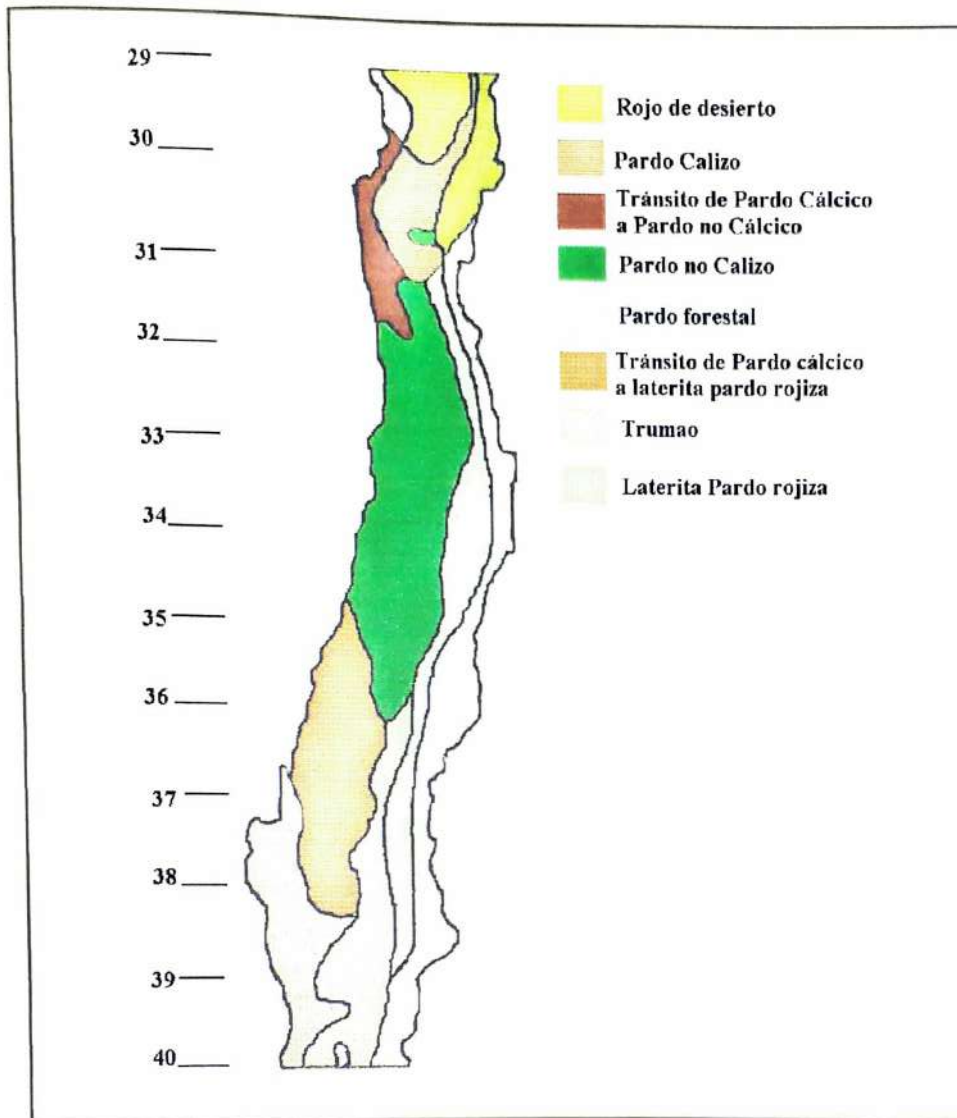 29
30
31
32
33
34
35
36
37
38
39
40
Rojo de desierto
Pardo Calizo
Tránsito de Pardo Cálcico
a Pardo no Cálcico
Pardo no Calizo
Pardo forestal
Tránsito de Pardo cálcico
a laterita pardo rojiza
Trumao
Laterita Pardo rojiza